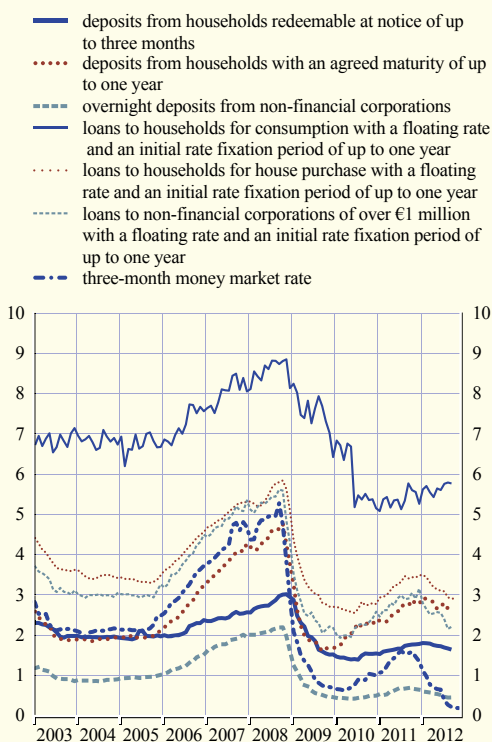 deposits from households redeemable at notice of up
to three months
deposits from households with an agreed maturity of up
to one year
overnight deposits from non-financial corporations
loans to households for consumption with a floating rate
and an initial rate fixation period of up to one year
loans to households for house purchase with a floating
rate and an initial rate fixation period of up to one year
loans to non-financial corporations of over €1 million
with a floating rate and an initial rate fixation period of
up to one year
three-month money market rate
10 10
9 9
8 8
7 7
6 6
5 5
4 4
3 3
2 2
1 1
0 0
2003 2004 2005 2006 2007 2008 2009 2010 2011 2012